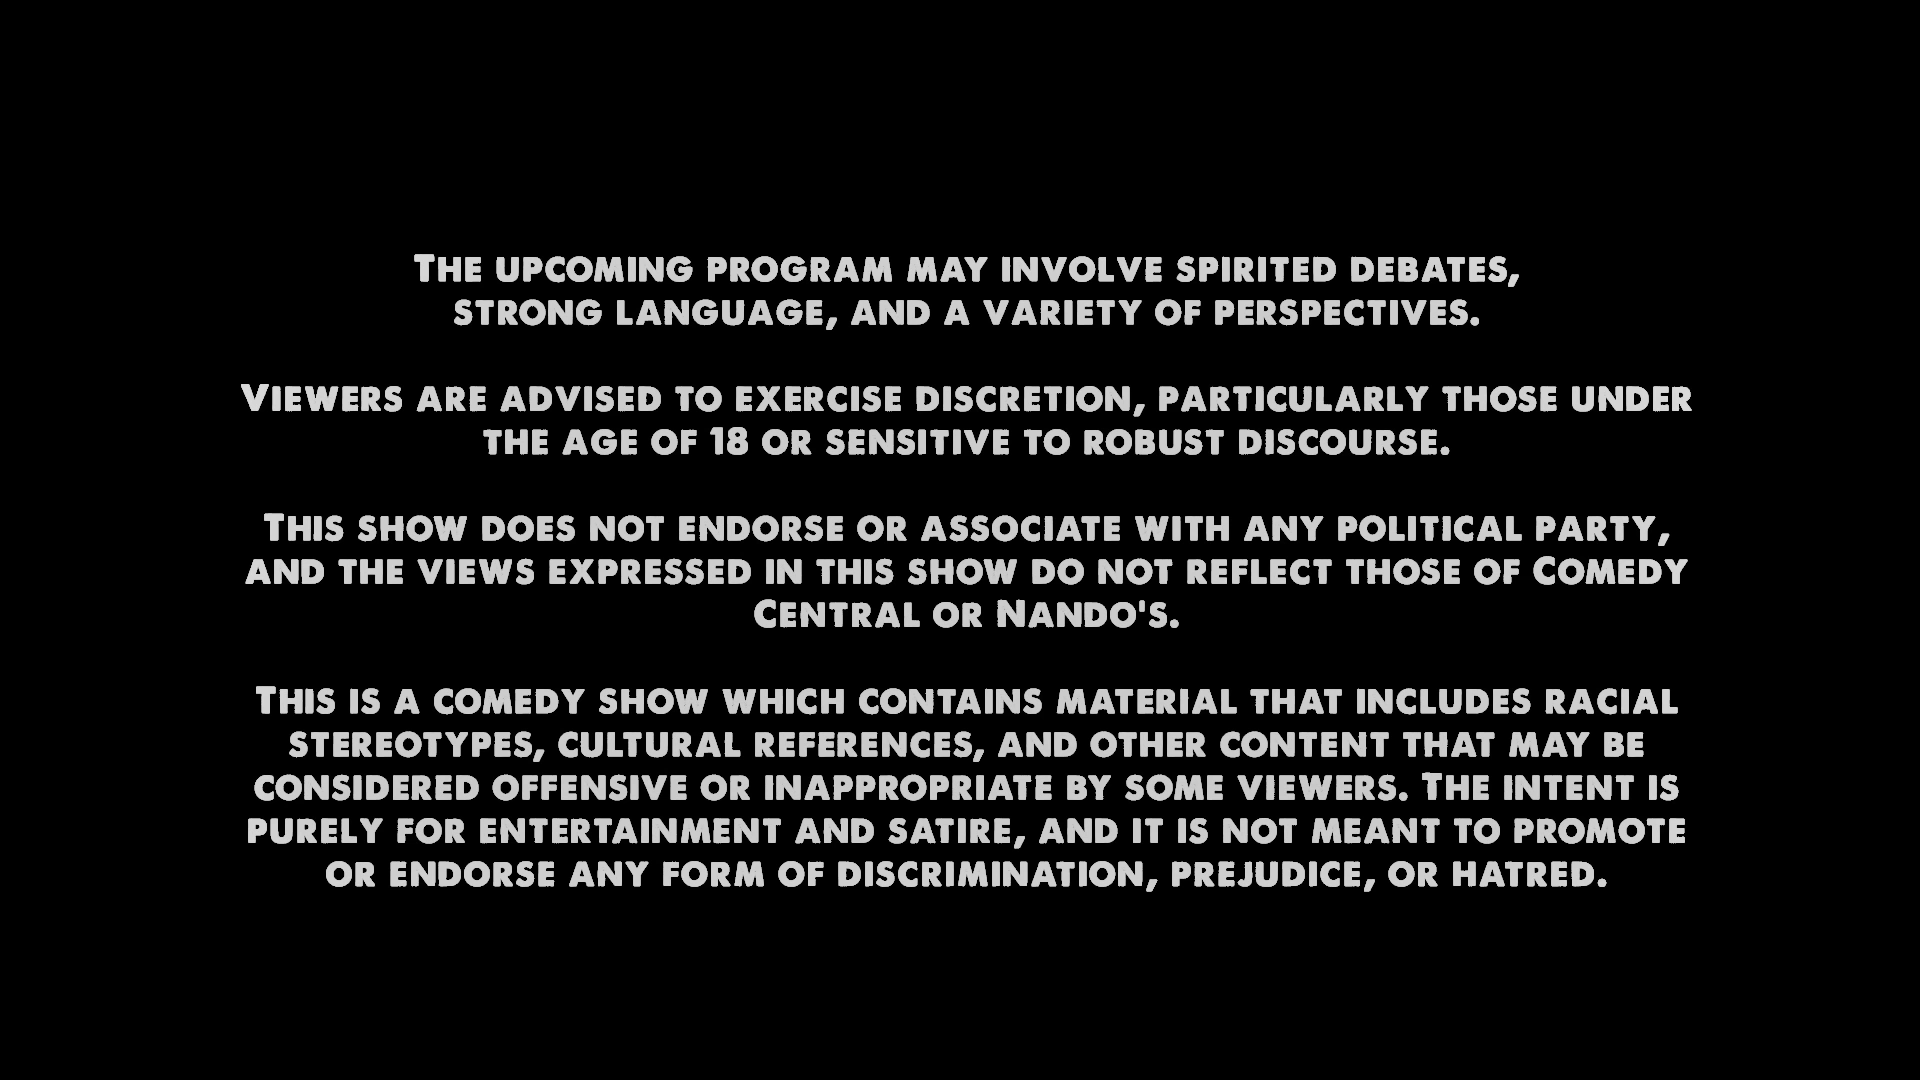 The upcoming program may involve spirited debates,
strong language, and a variety of perspectives.
Viewers are advised to exercise discretion, particularly those under
the age of 18 or sensitive to robust discourse.
This show does not endorse or associate with any political party,
and the views expressed in this show do not reflect those of Comedy
Central or Nando's.
This is a comedy show which contains material that includes racial
stereotypes, cultural references, and other content that may be
considered offensive or inappropriate by some viewers. The intent is
purely for entertainment and satire, and it is not meant to promote
or endorse any form of discrimination, prejudice, or hatred.